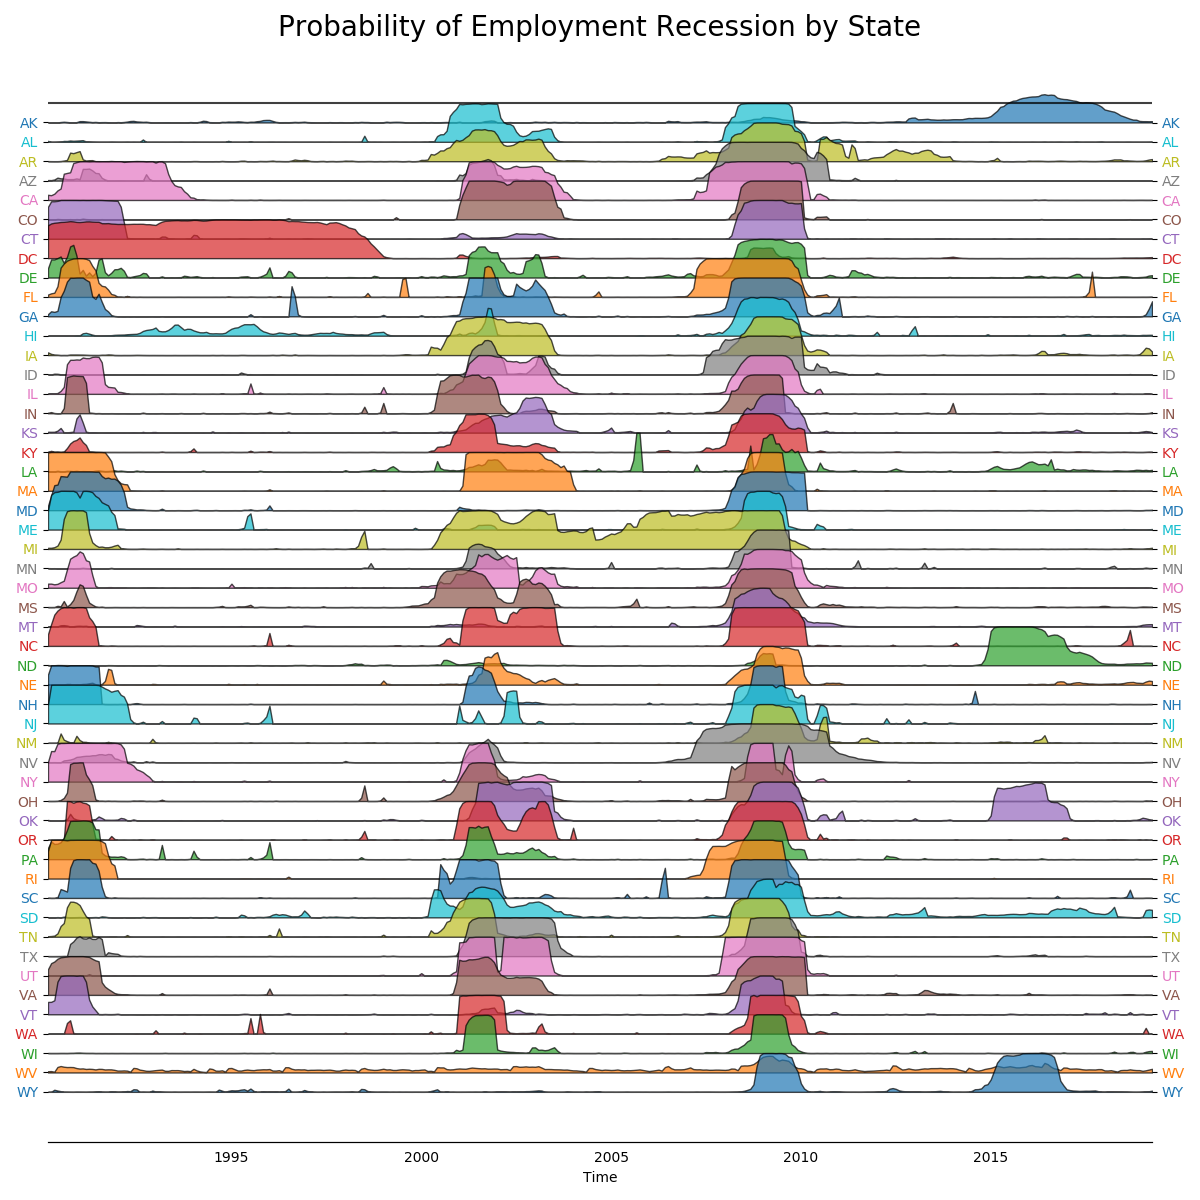 Probability of Employment Recession by State
AK AK
AL AL
AR AR
AZ AZ
CA CA
CO CO
CT CT
DC DC
DE DE
FL FL
GA GA
HI HI
IA IA
ID ID
IL IL
IN IN
KS KS
KY KY
LA LA
MA MA
MD MD
ME ME
MI MI
MN MN
MO MO
MS MS
MT MT
NC NC
ND ND
NE NE
NH NH
NJ NJ
NM NM
NV NV
NY NY
OH OH
OK OK
OR OR
PA PA
RI RI
SC SC
SD SD
TN TN
TX TX
UT UT
VA VA
VT VT
WA WA
WI WI
WV WV
WY WY
1995 2000 2005 2010 2015
Time